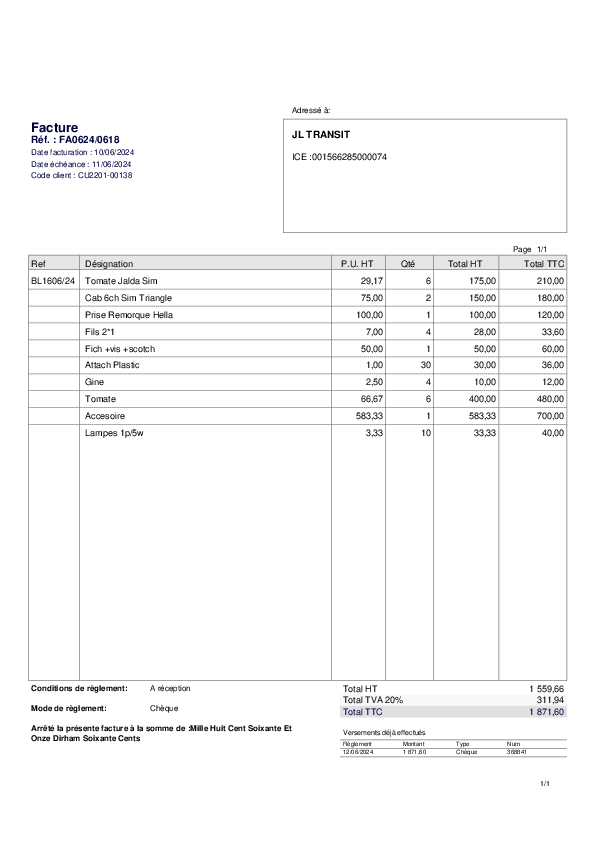 Adressé à:
Facture
Réf. : FA0624/0618
Date facturation : 10/06/2024
Date échéance : 11/06/2024
Code client : CU2201-00138
JL TRANSIT
ICE :001566285000074
Page 1/1
Ref Désignation P.U. HT Qté Total HT Total TTC
BL1606/24 Tomate Jalda Sim 29,17 6 175,00 210,00
Cab 6ch Sim Triangle 75,00 2 150,00 180,00
Prise Remorque Hella 100,00 1 100,00 120,00
Fils 2*1 7,00 4 28,00 33,60
Fich +vis +scotch 50,00 1 50,00 60,00
Attach Plastic 1,00 30 30,00 36,00
Gine 2,50 4 10,00 12,00
Tomate 66,67 6 400,00 480,00
Accesoire 583,33 1 583,33 700,00
Lampes 1p/5w 3,33 10 33,33 40,00
Conditions de règlement: A réception
Mode de règlement: Chèque
Arrêté la présente facture à la somme de :Mille Huit Cent Soixante Et
Onze Dirham Soixante Cents
Total HT 1 559,66
Total TVA 20% 311,94
Total TTC 1 871,60
Versements déjà effectués
Règlement Montant Type Num
12/06/2024 1 871,60 Chèque 368841
1/1